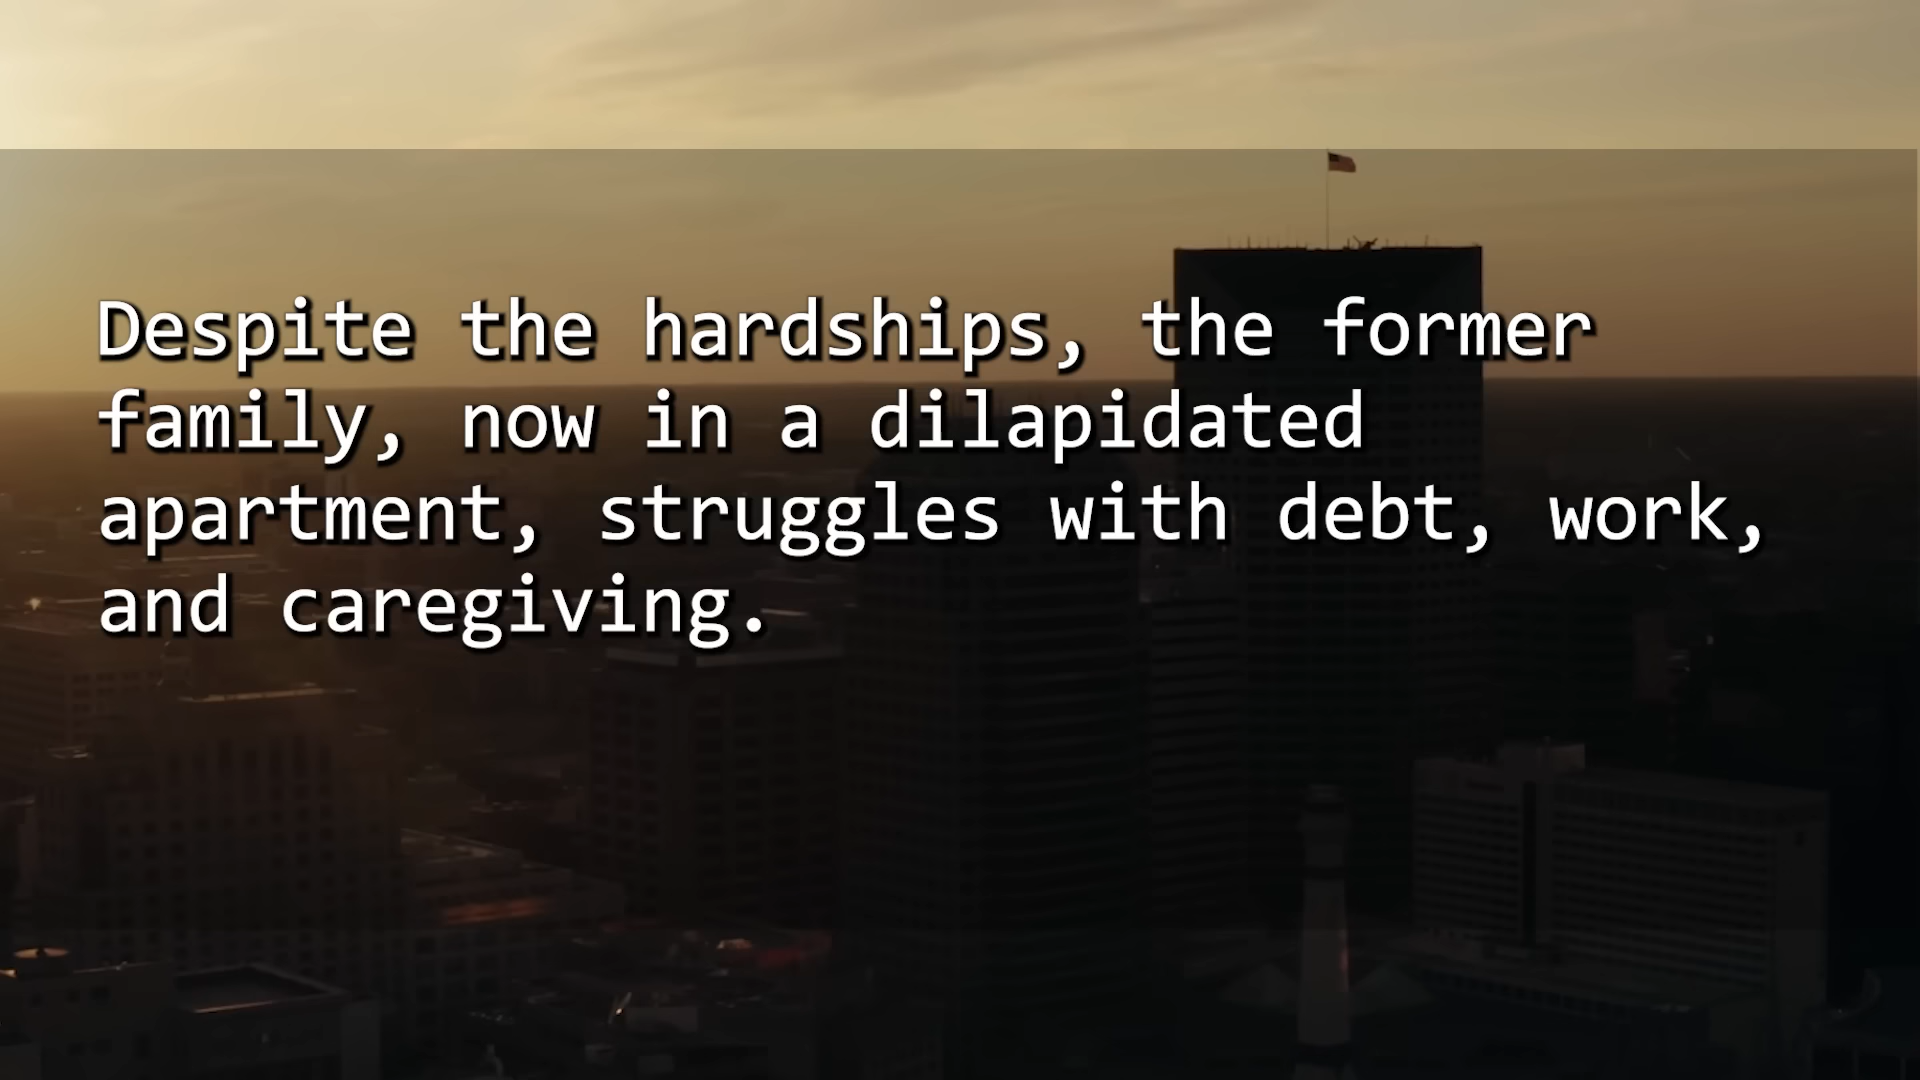 Despite the hardships, the former
family, now in a dilapidated
apartment, struggles with debt, work,
and caregiving.